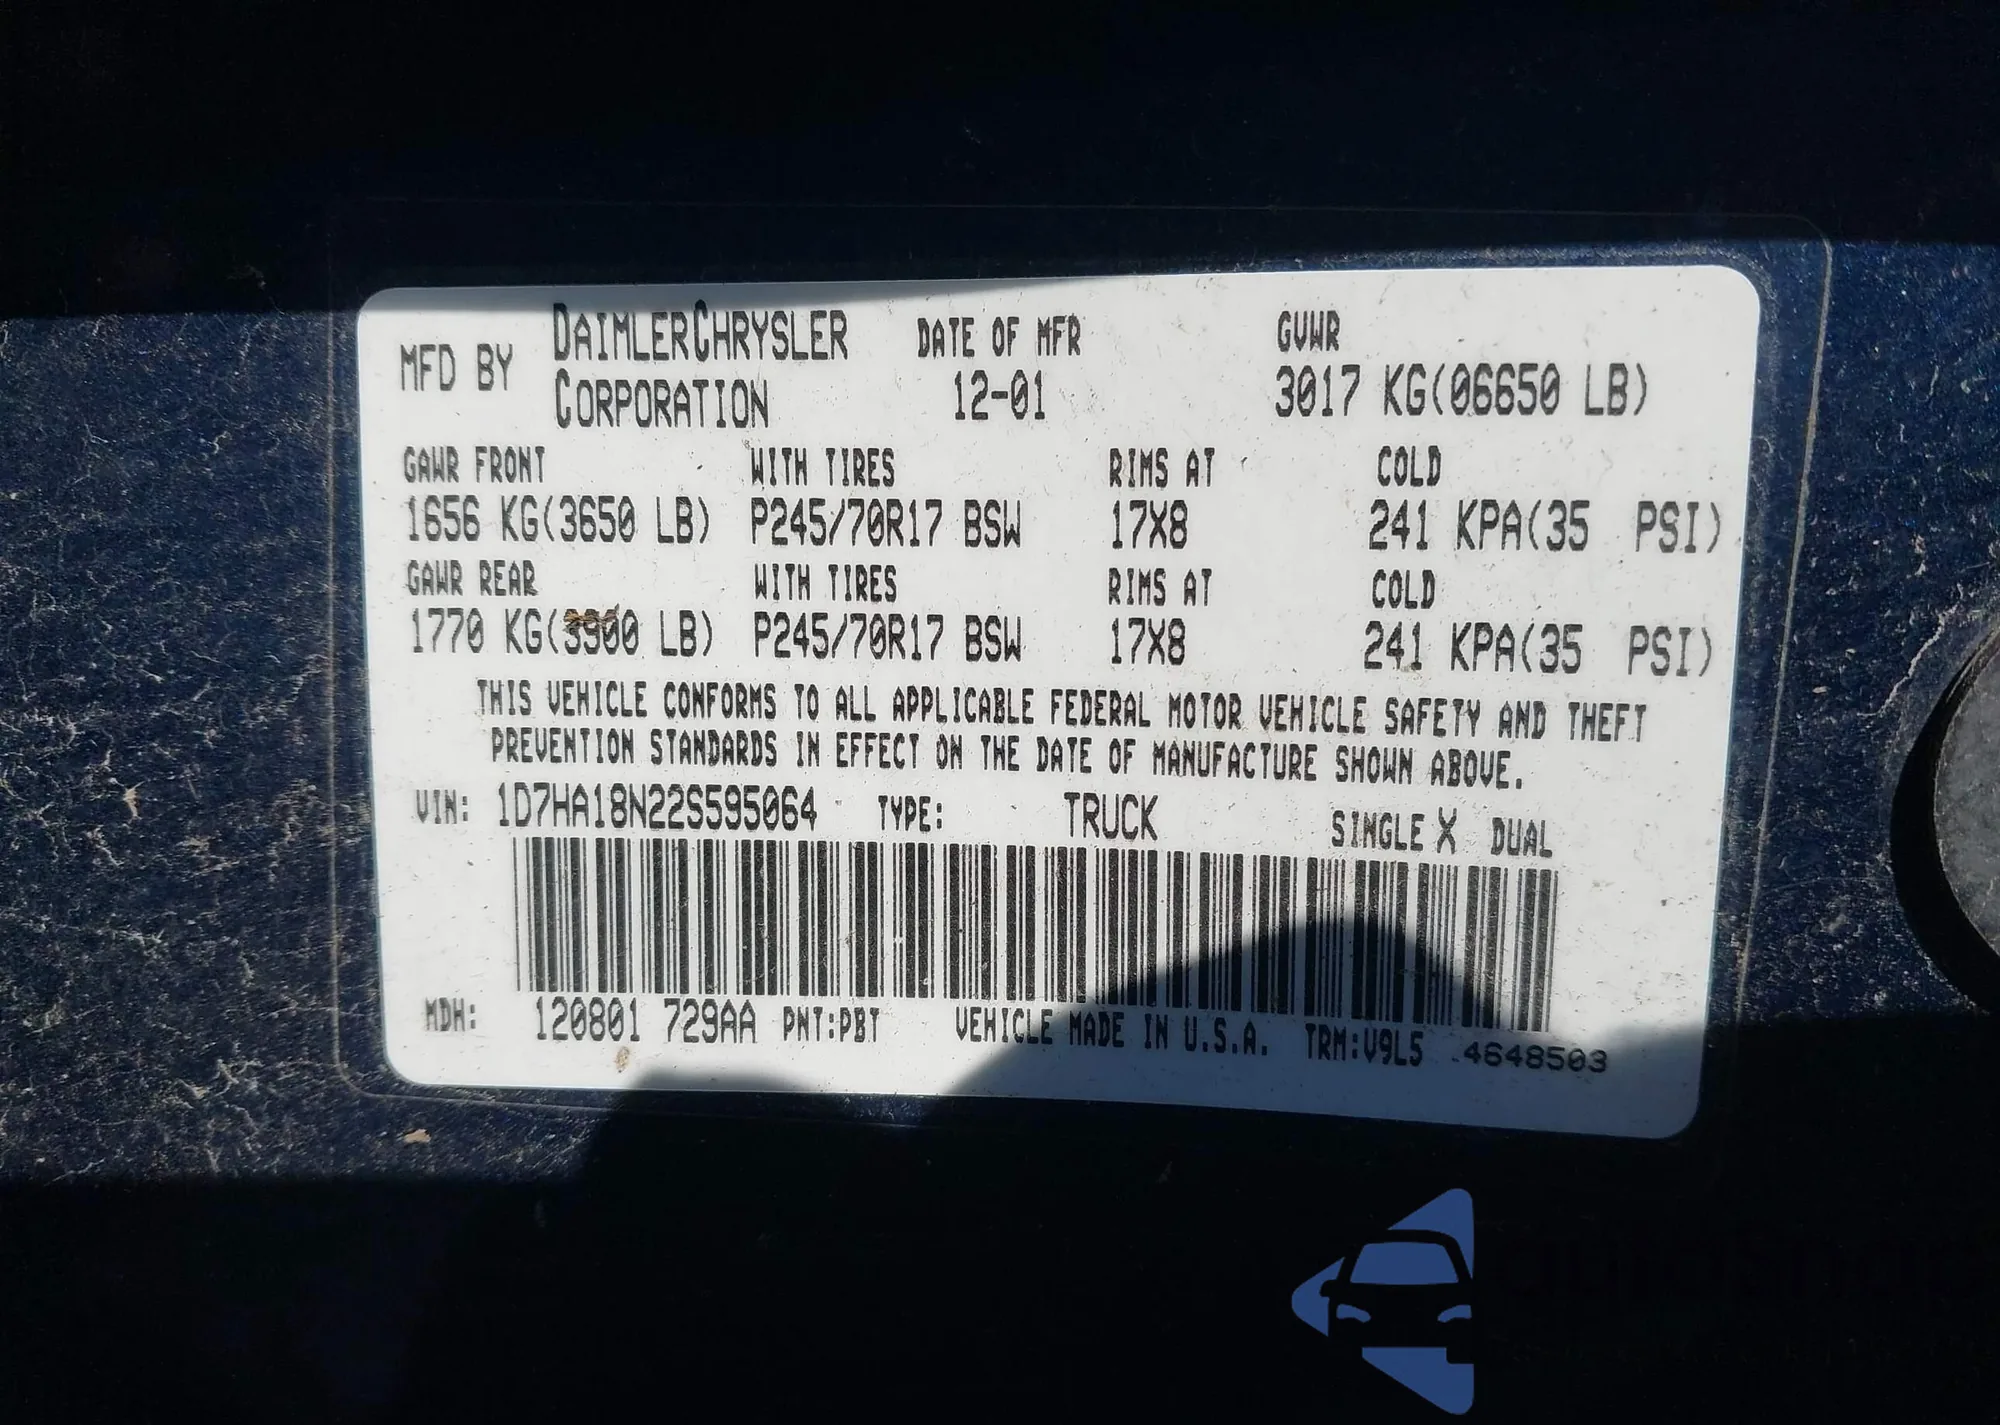 MFD BY DAIMLERCHRYSLER CORPORATION DATE OF MFR 12-01 GVWR 3017 KG(06650 LB)
GAWR FRONT WITH TIRES RIMS AT COLD
1656 KG(3650 LB) P245/70R17 BSW 17X8 241 KPA(35 PSI)
GAWR REAR WITH TIRES RIMS AT COLD
1770 KG(3900 LB) P245/70R17 BSW 17X8 241 KPA(35 PSI)
THIS VEHICLE CONFORMS TO ALL APPLICABLE FEDERAL MOTOR VEHICLE SAFETY AND THEFT
PREVENTION STANDARDS IN EFFECT ON THE DATE OF MANUFACTURE SHOWN ABOVE.
VIN: 1D7HA18N22S595064 TYPE: TRUCK SINGLE X DUAL
MDH: 120801 729AA PNT:PBT VEHICLE MADE IN U.S.A. TRM:V9L5 4648503